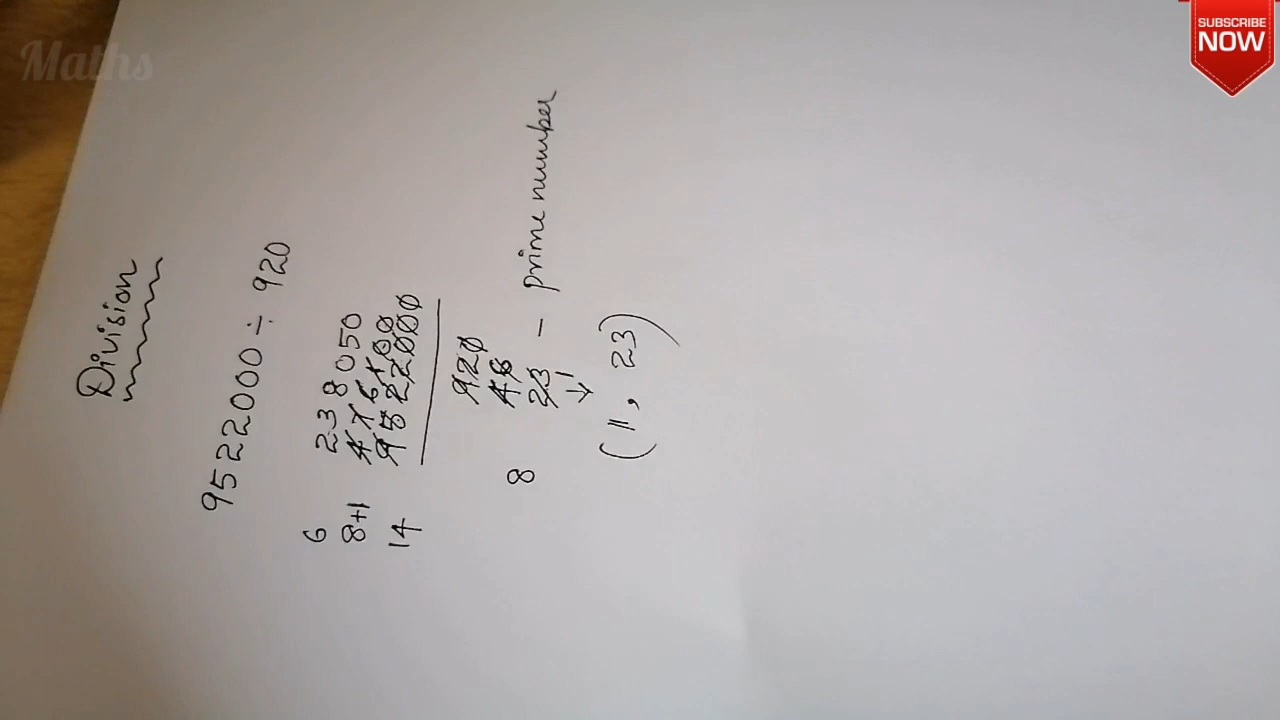 Maths
SUBSCRIBE
NOW
Division
9522000 ÷ 920
6 238050
8+1 476100
14 9522000
920
8 46
23 - prime number
(1, 23)